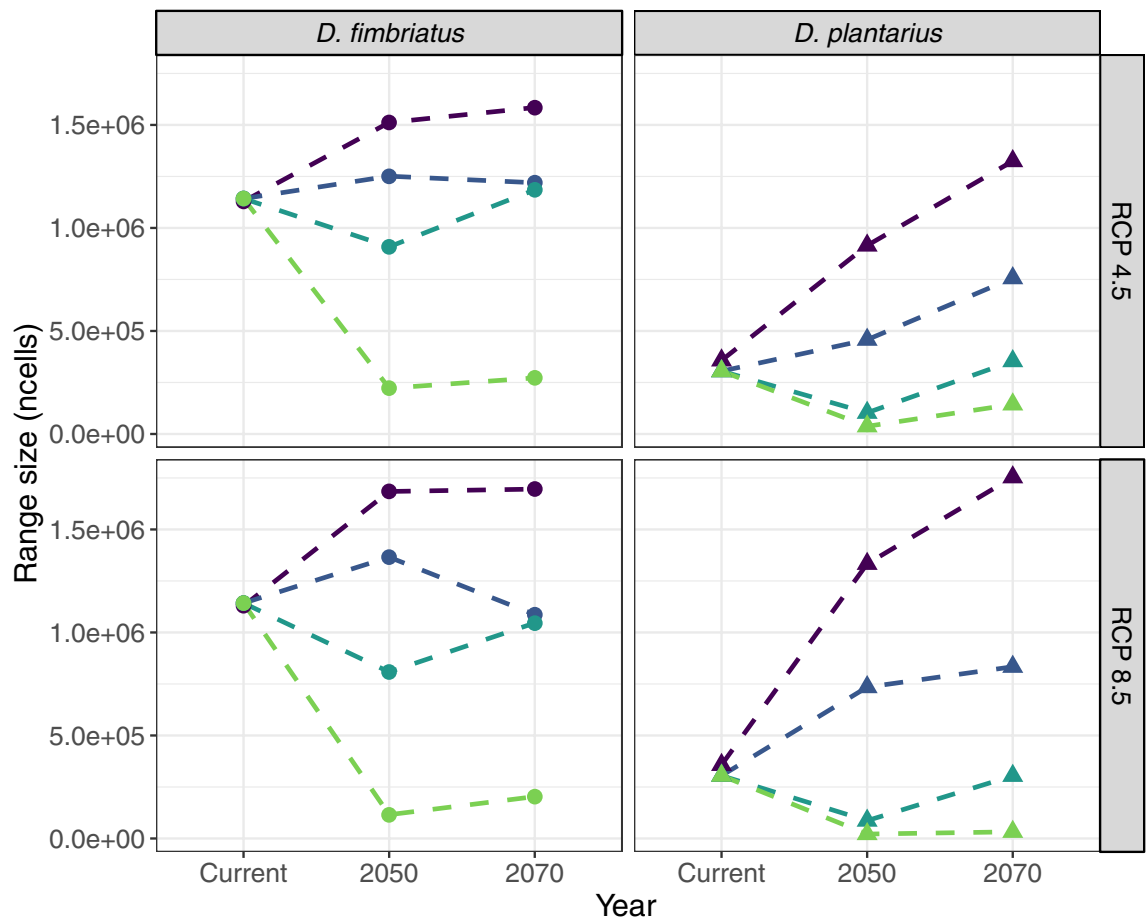 D. fimbriatus
D. plantarius
1.5e+06
1.0e+06
5.0e+05
0.0e+00
RCP 4.5
1.5e+06
1.0e+06
5.0e+05
0.0e+00
RCP 8.5
Range size (ncells)
Current 2050 2070
Current 2050 2070
Year